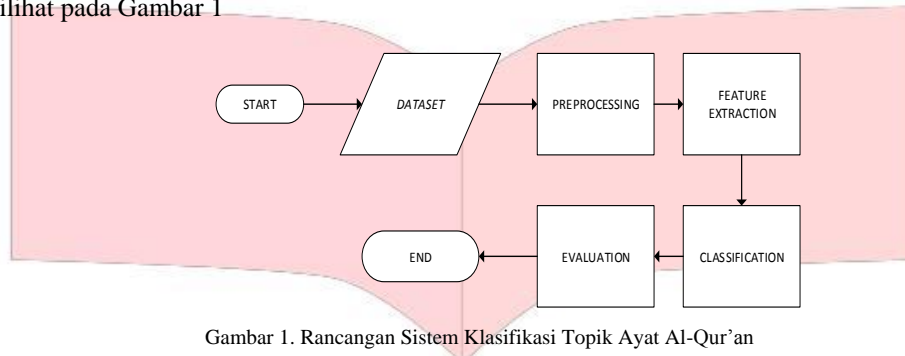 ilihat pada Gambar 1
START
DATASET
PREPROCESSING
FEATURE
EXTRACTION
CLASSIFICATION
EVALUATION
END
Gambar 1. Rancangan Sistem Klasifikasi Topik Ayat Al-Qur’an